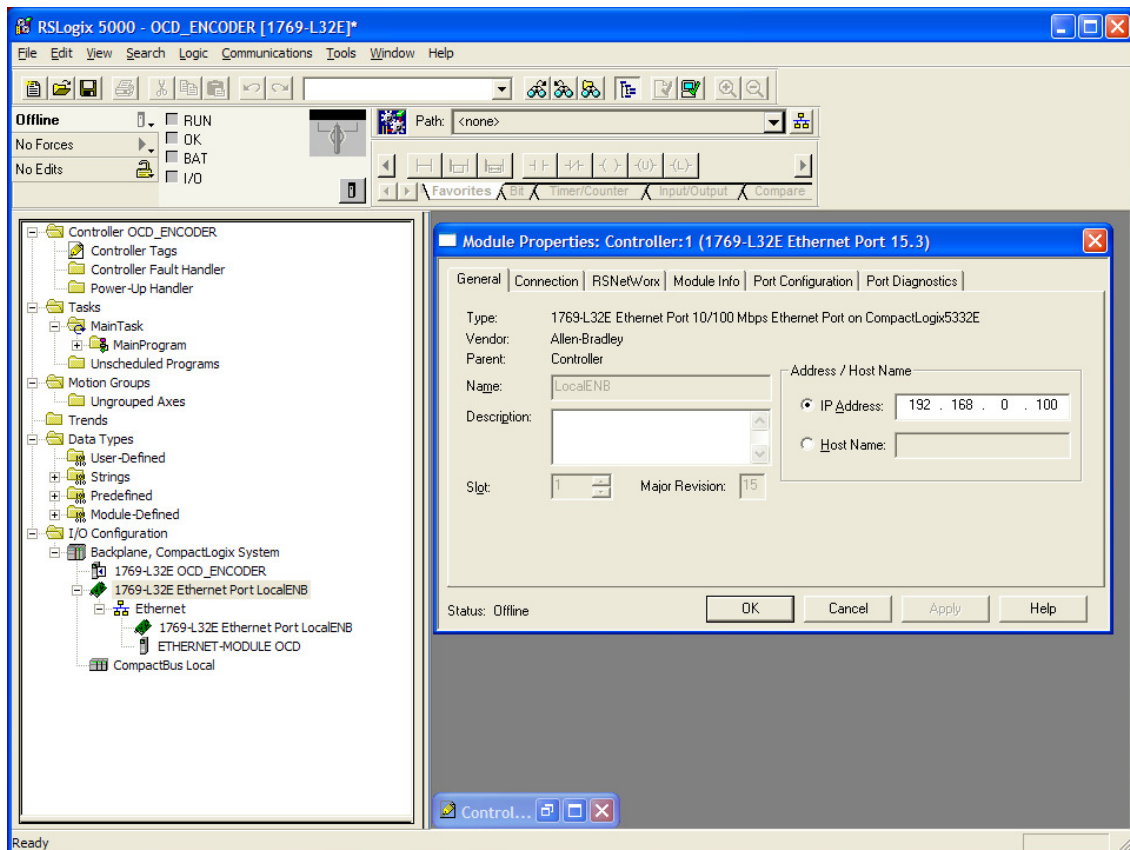 RSLogix 5000 - OCD_ENCODER [1769-L32E]*
File Edit View Search Logic Communications Tools Window Help
Offline
RUN
No Forces
OK
No Edits
BAT
I/O
Path: <none>
Favorites Bit Timer/Counter Input/Output Compare
Controller OCD_ENCODER
Controller Tags
Controller Fault Handler
Power-Up Handler
Tasks
MainTask
MainProgram
Unscheduled Programs
Motion Groups
Ungrouped Axes
Trends
Data Types
User-Defined
Strings
Predefined
Module-Defined
I/O Configuration
Backplane, CompactLogix System
1769-L32E OCD_ENCODER
1769-L32E Ethernet Port LocalENB
Ethernet
1769-L32E Ethernet Port LocalENB
ETHERNET-MODULE OCD
CompactBus Local
Module Properties: Controller:1 (1769-L32E Ethernet Port 15.3)
General Connection RSNetWorx Module Info Port Configuration Port Diagnostics
Type: 1769-L32E Ethernet Port 10/100 Mbps Ethernet Port on CompactLogix5332E
Vendor: Allen-Bradley
Parent: Controller
Name: LocalENB
Description:
Slot: 1 Major Revision: 15
Address / Host Name
IP Address: 192 . 168 . 0 . 100
Host Name:
Status: Offline
OK Cancel Apply Help
Control...
Ready